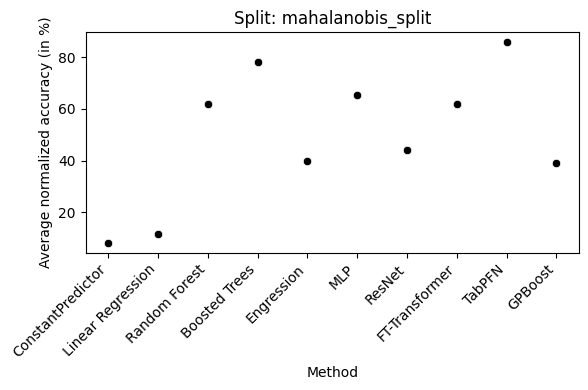 Split: mahalanobis_split
Average normalized accuracy (in %)
80
60
40
20
ConstantPredictor
Linear Regression
Random Forest
Boosted Trees
Engression
MLP
ResNet
FT-Transformer
TabPFN
GPBoost
Method